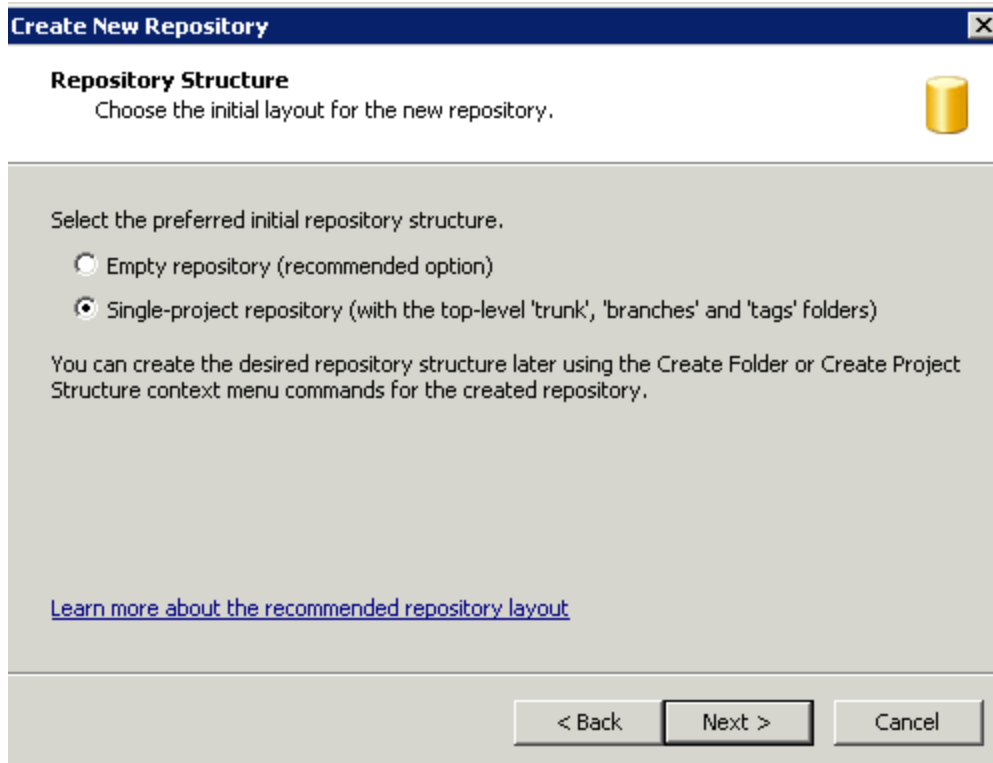 Create New Repository
Repository Structure
Choose the initial layout for the new repository.
Select the preferred initial repository structure.
Empty repository (recommended option)
Single-project repository (with the top-level 'trunk', 'branches' and 'tags' folders)
You can create the desired repository structure later using the Create Folder or Create Project
Structure context menu commands for the created repository.
Learn more about the recommended repository layout
< Back
Next >
Cancel